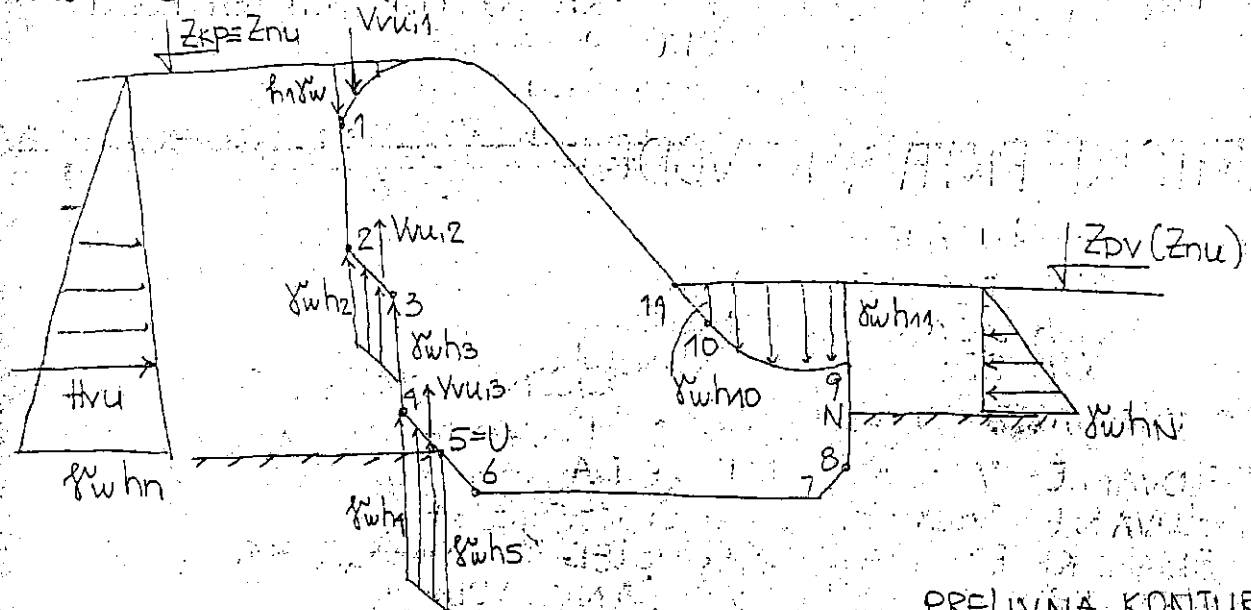 ZKP≡Znu
Vvu,1
h1γw
1
2
Vvu,2
3
γwh2
γwh3
ZDV (Znu)
11
10
γwh11
9
γwh10
N
γwhN
Hvu
4
Vvu,3
5≡U
6
7
8
γwhn
γwh4
γwh5
PRELIVNA KONTUR